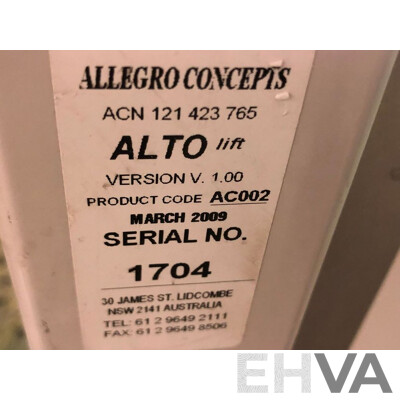 ALLEGRO CONCEPTS
ACN 121 423 765
ALTO lift
VERSION V. 1.00
PRODUCT CODE AC002
MARCH 2009
SERIAL NO.
1704
30 JAMES ST. LIDCOMBE
NSW 2141 AUSTRALIA
TEL: 61 2 9649 2111
FAX: 61 2 9649 8506
EHVA